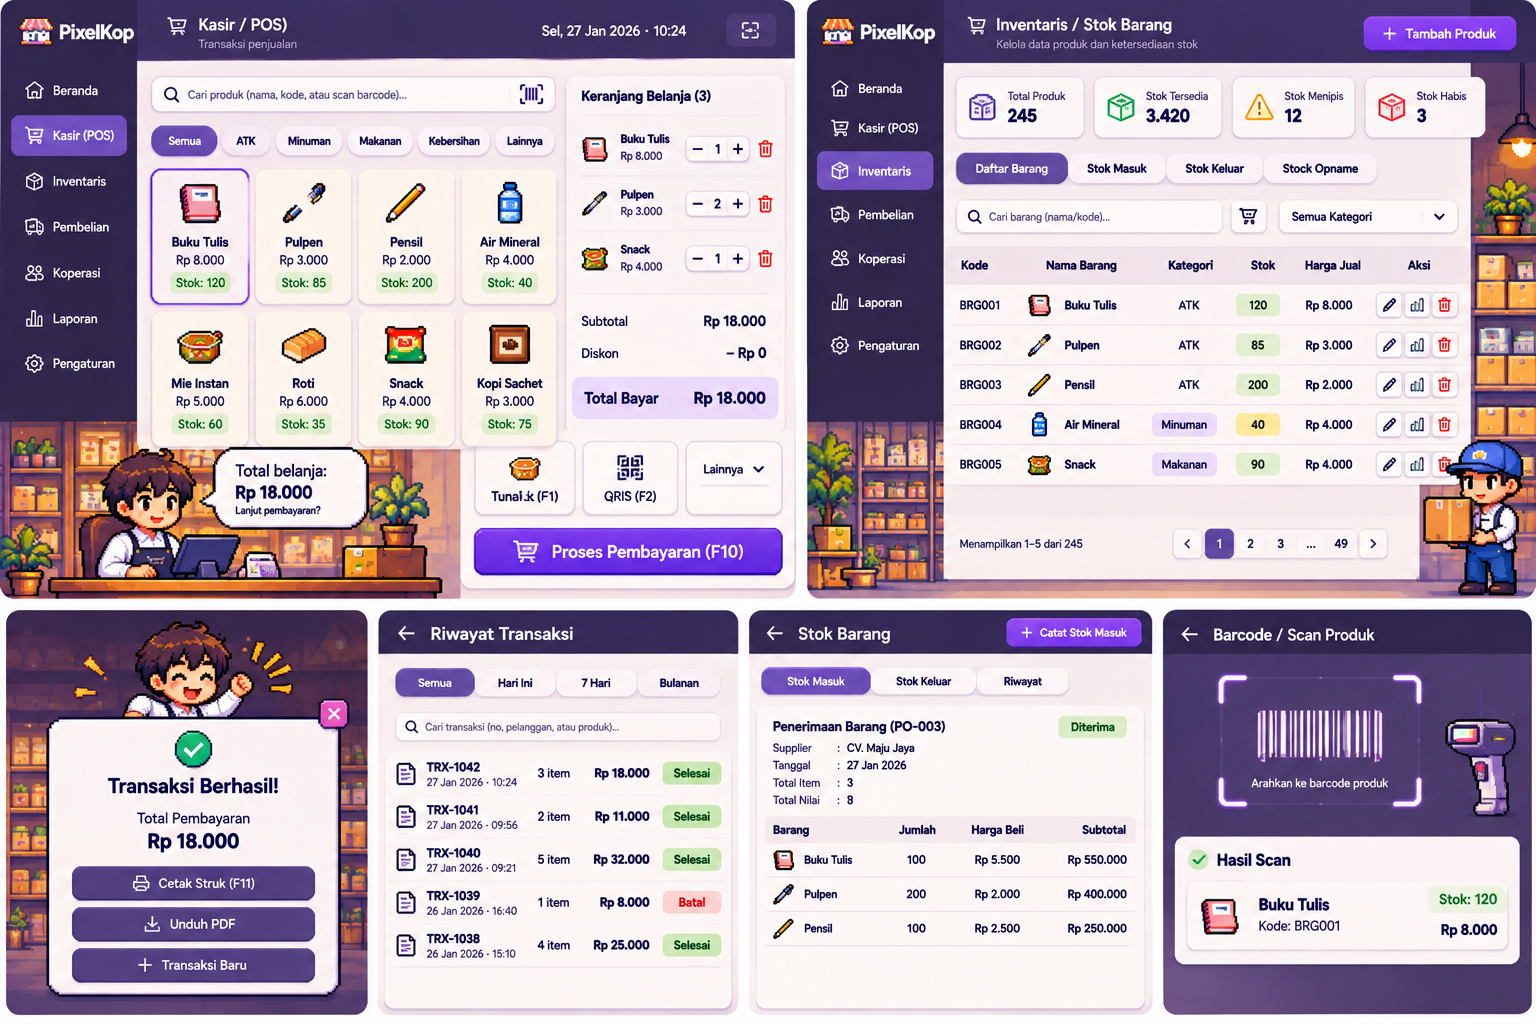 PixelKop
Kasir / POS)
Transaksi penjualan
Sel, 27 Jan 2026 · 10:24
Beranda
Kasir (POS)
Inventaris
Pembelian
Koperasi
Laporan
Pengaturan
Cari produk (nama, kode, atau scan barcode)...
Semua
ATK
Minuman
Makanan
Kebersihan
Lainnya
Buku Tulis
Rp 8.000
Stok: 120
Pulpen
Rp 3.000
Stok: 85
Pensil
Rp 2.000
Stok: 200
Air Mineral
Rp 4.000
Stok: 40
Mie Instan
Rp 5.000
Stok: 60
Roti
Rp 6.000
Stok: 35
Snack
Rp 4.000
Stok: 90
Kopi Sachet
Rp 3.000
Stok: 75
Keranjang Belanja (3)
Buku Tulis
Rp 8.000
− 1 +
Pulpen
Rp 3.000
− 2 +
Snack
Rp 4.000
− 1 +
Subtotal Rp 18.000
Diskon – Rp 0
Total Bayar Rp 18.000
Total belanja:
Rp 18.000
Lanjut pembayaran?
(F1)
QRIS (F2)
Lainnya
Proses Pembayaran (F10)
PixelKop
Inventaris / Stok Barang
Kelola data produk dan ketersediaan stok
+ Tambah Produk
Beranda
Kasir (POS)
Inventaris
Pembelian
Koperasi
Laporan
Pengaturan
Total Produk
245
Stok Tersedia
3.420
Stok Menipis
12
Stok Habis
3
Daftar Barang
Stok Masuk
Stok Keluar
Stock Opname
Cari barang (nama/kode)...
Semua Kategori
Kode Nama Barang Kategori Stok Harga Jual Aksi
BRG001 Buku Tulis ATK 120 Rp 8.000
BRG002 Pulpen ATK 85 Rp 3.000
BRG003 Pensil ATK 200 Rp 2.000
BRG004 Air Mineral Minuman 40 Rp 4.000
BRG005 Snack Makanan 90 Rp 4.000
Menampilkan 1–5 dari 245
< 1 2 3 ... 49 >
Transaksi Berhasil!
Total Pembayaran
Rp 18.000
Cetak Struk (F11)
Unduh PDF
+ Transaksi Baru
Riwayat Transaksi
Semua
Hari Ini
7 Hari
Bulanan
Cari transaksi (no, pelanggan, atau produk)...
TRX-1042
27 Jan 2026 · 10:24
3 item Rp 18.000 Selesai
TRX-1041
27 Jan 2026 · 09:56
2 item Rp 11.000 Selesai
TRX-1040
27 Jan 2026 · 09:21
5 item Rp 32.000 Selesai
TRX-1039
26 Jan 2026 · 16:40
1 item Rp 8.000 Batal
TRX-1038
26 Jan 2026 · 15:10
4 item Rp 25.000 Selesai
Stok Barang
+ Catat Stok Masuk
Stok Masuk
Stok Keluar
Riwayat
Penerimaan Barang (PO-003)
Diterima
Supplier : CV. Maju Jaya
Tanggal : 27 Jan 2026
Total Item : 3
Total Nilai : 8
Barang Jumlah Harga Beli Subtotal
Buku Tulis 100 Rp 5.500 Rp 550.000
Pulpen 200 Rp 2.000 Rp 400.000
Pensil 100 Rp 2.500 Rp 250.000
Barcode / Scan Produk
Arahkan ke barcode produk
Hasil Scan
Buku Tulis
Kode: BRG001
Stok: 120
Rp 8.000